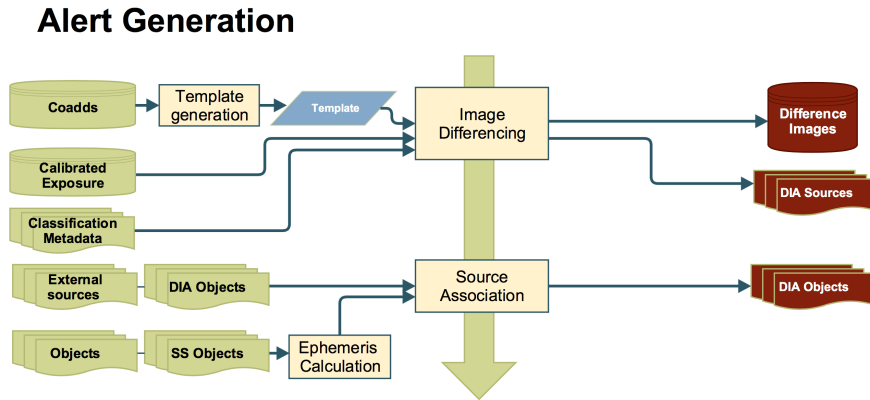 Alert Generation
Coadds
Template
generation
Template
Image
Differencing
Difference
Images
Calibrated
Exposure
DIA Sources
Classification
Metadata
External
sources
DIA Objects
Source
Association
DIA Objects
Objects
SS Objects
Ephemeris
Calculation